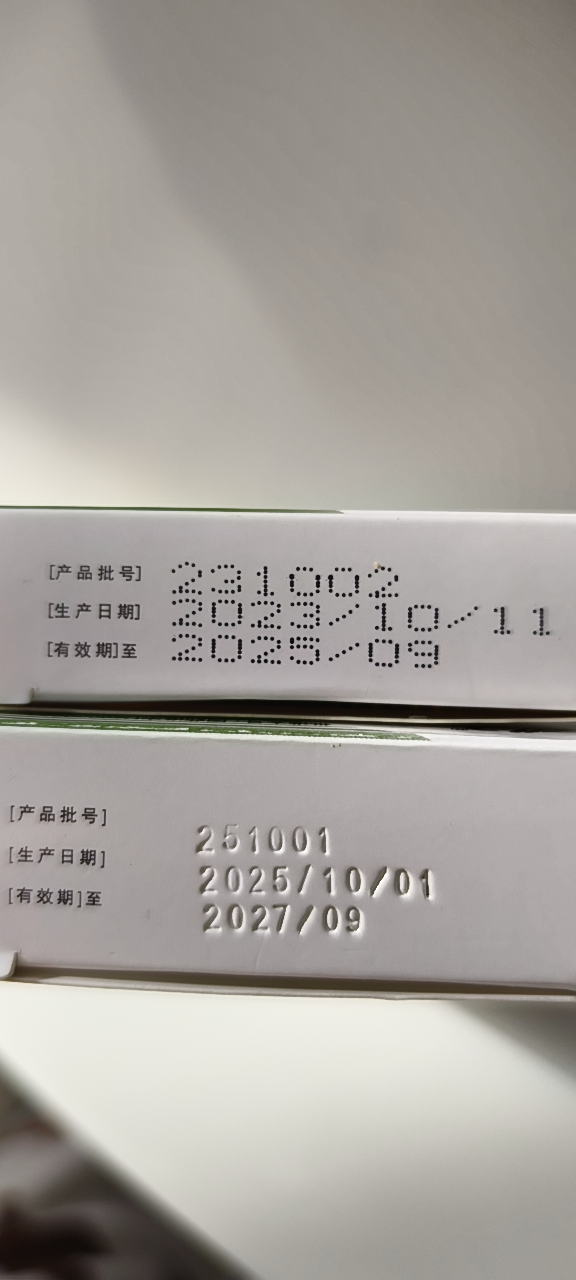 [产品批号] 231002
[生产日期] 2023/10/11
[有效期]至 2025/09
[产品批号] 251001
[生产日期] 2025/10/01
[有效期]至 2027/09